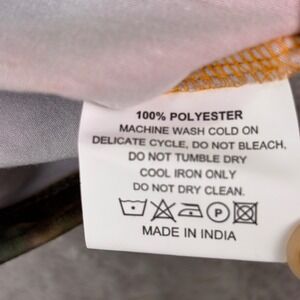 100% POLYESTER
MACHINE WASH COLD ON
DELICATE CYCLE, DO NOT BLEACH,
DO NOT TUMBLE DRY
COOL IRON ONLY
DO NOT DRY CLEAN.
MADE IN INDIA